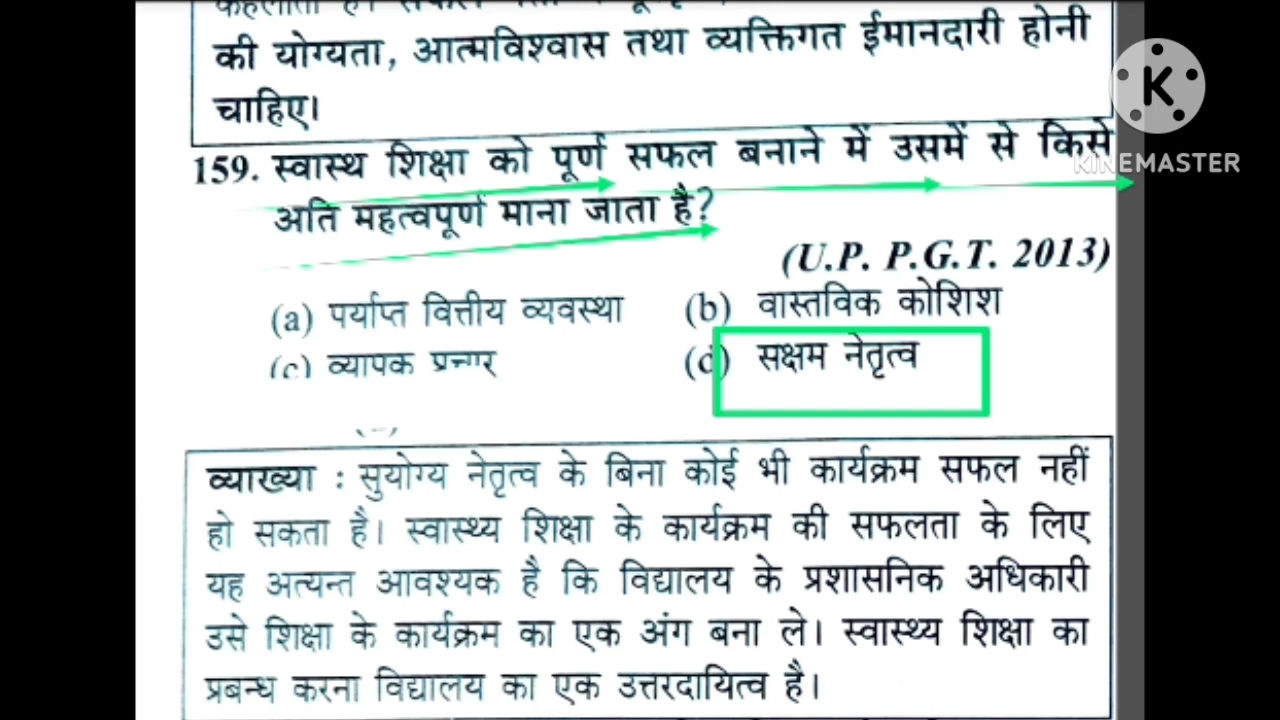 की योग्यता, आत्मविश्वास तथा व्यक्तिगत ईमानदारी होनी
चाहिए।
K
KINEMASTER
159. स्वास्थ शिक्षा को पूर्ण सफल बनाने में उसमें से किसे
अति महत्वपूर्ण माना जाता है?
(U.P. P.G.T. 2013)
(a) पर्याप्त वित्तीय व्यवस्था (b) वास्तविक कोशिश
(c) व्यापक प्रचार (d) सक्षम नेतृत्व
व्याख्या : सुयोग्य नेतृत्व के बिना कोई भी कार्यक्रम सफल नहीं
हो सकता है। स्वास्थ्य शिक्षा के कार्यक्रम की सफलता के लिए
यह अत्यन्त आवश्यक है कि विद्यालय के प्रशासनिक अधिकारी
उसे शिक्षा के कार्यक्रम का एक अंग बना ले। स्वास्थ्य शिक्षा का
प्रबन्ध करना विद्यालय का एक उत्तरदायित्व है।